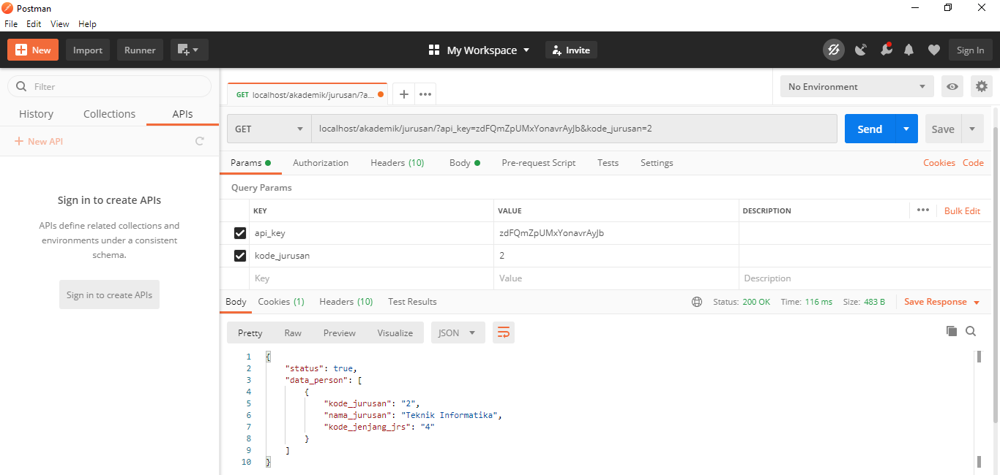 Postman
File Edit View Help
New Import Runner My Workspace Invite Sign In
Filter
History Collections APIs
New API
Sign in to create APIs
APIs define related collections and
environments under a consistent
schema.
Sign in to create APIs
GET localhost/akademik/jurusan/?a...
No Environment
GET localhost/akademik/jurusan/?api_key=zdFQmZpUMxYonavrAyJb&kode_jurusan=2 Send Save
Params Authorization Headers (10) Body Pre-request Script Tests Settings Cookies Code
Query Params
KEY VALUE DESCRIPTION Bulk Edit
api_key zdFQmZpUMxYonavrAyJb
kode_jurusan 2
Key Value Description
Body Cookies (1) Headers (10) Test Results Status: 200 OK Time: 116 ms Size: 483 B Save Response
Pretty Raw Preview Visualize JSON
1 {
2 "status": true,
3 "data_person": [
4 {
5 "kode_jurusan": "2",
6 "nama_jurusan": "Teknik Informatika",
7 "kode_jenjang_jrs": "4"
8 }
9 ]
10 }